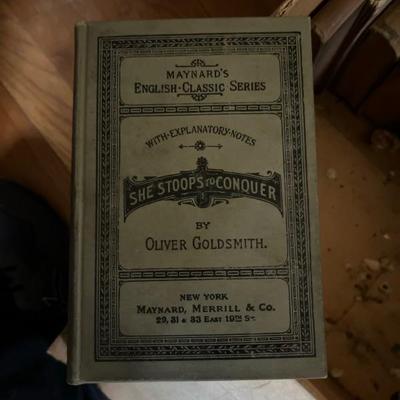 MAYNARD'S
ENGLISH·CLASSIC SERIES
WITH·EXPLANATORY·NOTES
SHE STOOPS TO CONQUER
BY
OLIVER GOLDSMITH.
NEW YORK
MAYNARD, MERRILL & CO.
29, 31 & 33 EAST 19TH ST.